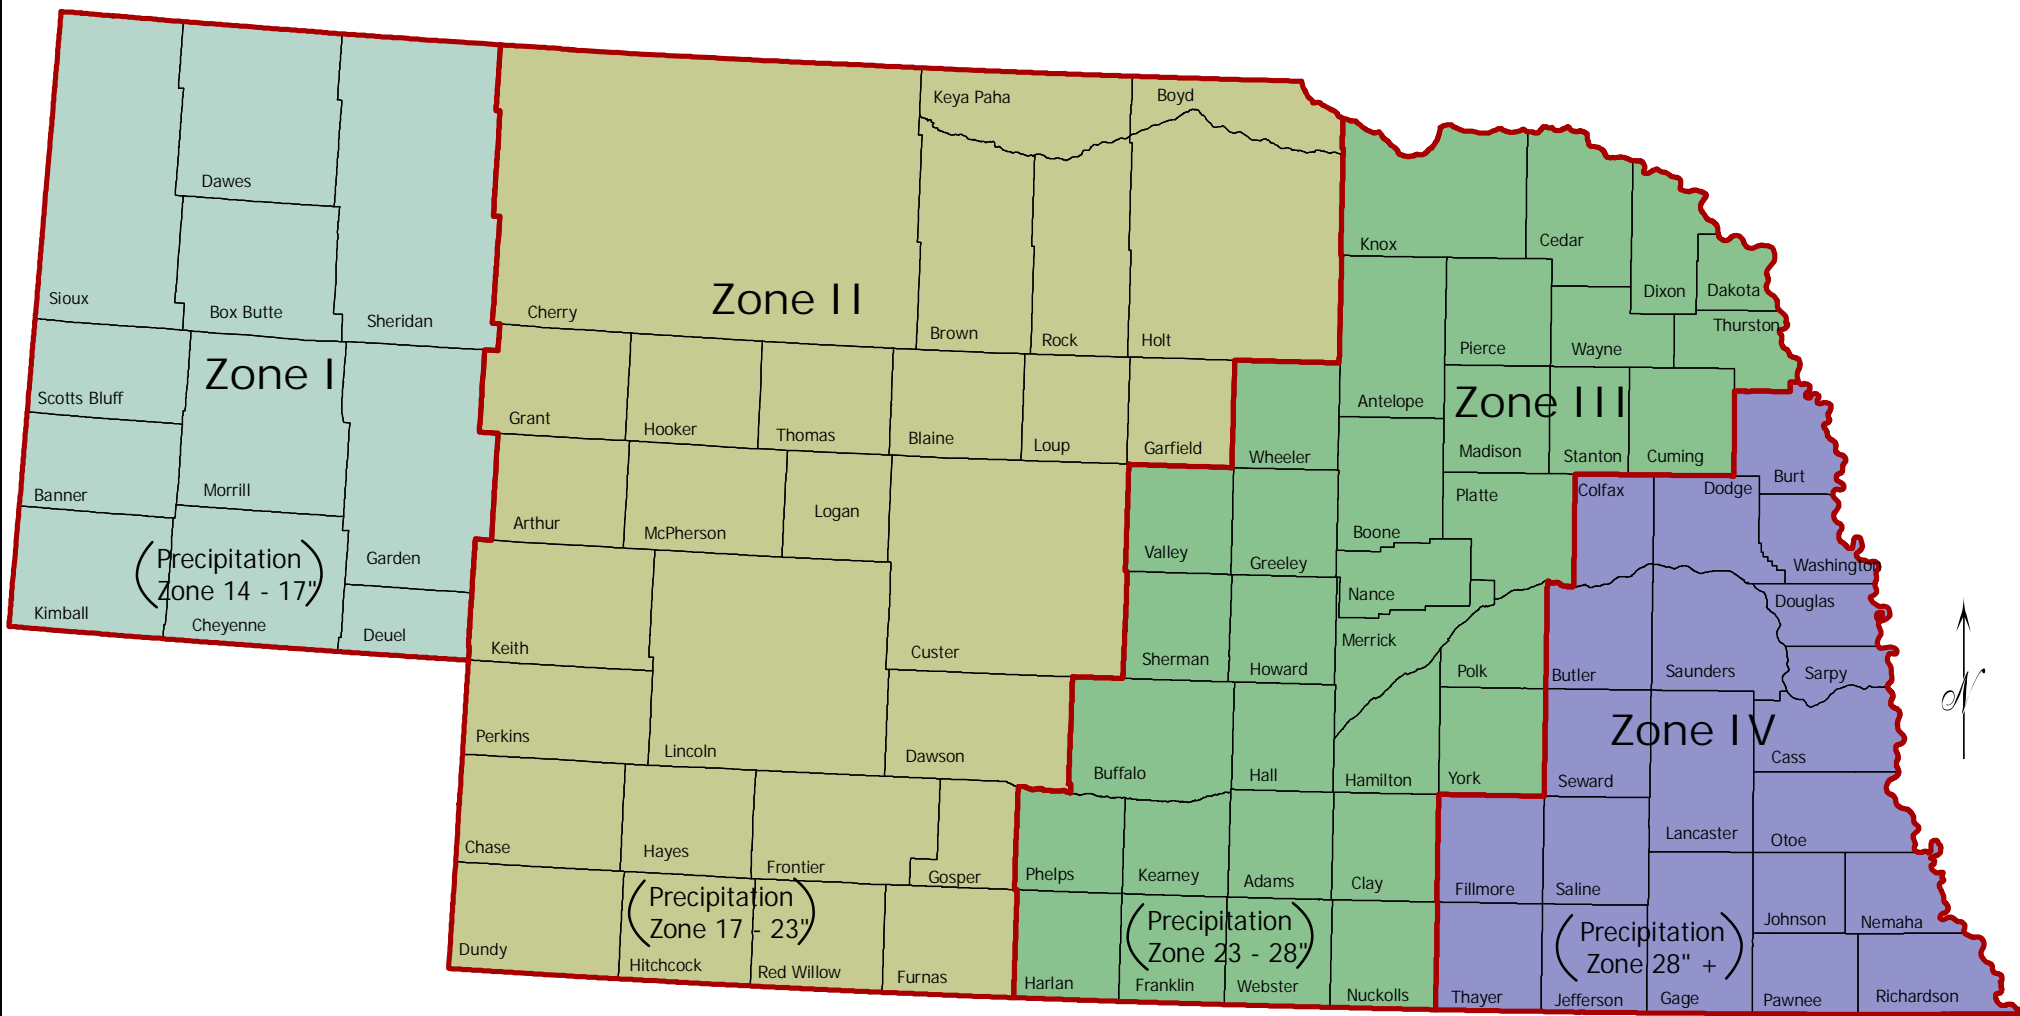 Keya Paha
Boyd
Dawes
Knox
Cedar
Sioux
Box Butte
Sheridan
Cherry
Zone II
Brown
Rock
Holt
Dixon
Dakota
Thurston
Pierce
Wayne
Scotts Bluff
Zone I
Grant
Hooker
Thomas
Blaine
Loup
Garfield
Wheeler
Antelope
Zone III
Madison
Stanton
Cuming
Burt
Banner
Morrill
Arthur
McPherson
Logan
Valley
Greeley
Boone
Platte
Colfax
Dodge
Washington
(Precipitation
Zone 14 - 17")
Garden
Kimball
Cheyenne
Deuel
Keith
Custer
Sherman
Howard
Nance
Merrick
Polk
Butler
Saunders
Douglas
Sarpy
N
Perkins
Lincoln
Dawson
Buffalo
Hall
Hamilton
York
Seward
Zone IV
Cass
Chase
Hayes
Frontier
Gosper
Phelps
Kearney
Adams
Clay
Fillmore
Saline
Lancaster
Otoe
(Precipitation
Zone 17 - 23")
(Precipitation
Zone 23 - 28")
(Precipitation
Zone 28" +)
Johnson
Nemaha
Dundy
Hitchcock
Red Willow
Furnas
Harlan
Franklin
Webster
Nuckolls
Thayer
Jefferson
Gage
Pawnee
Richardson